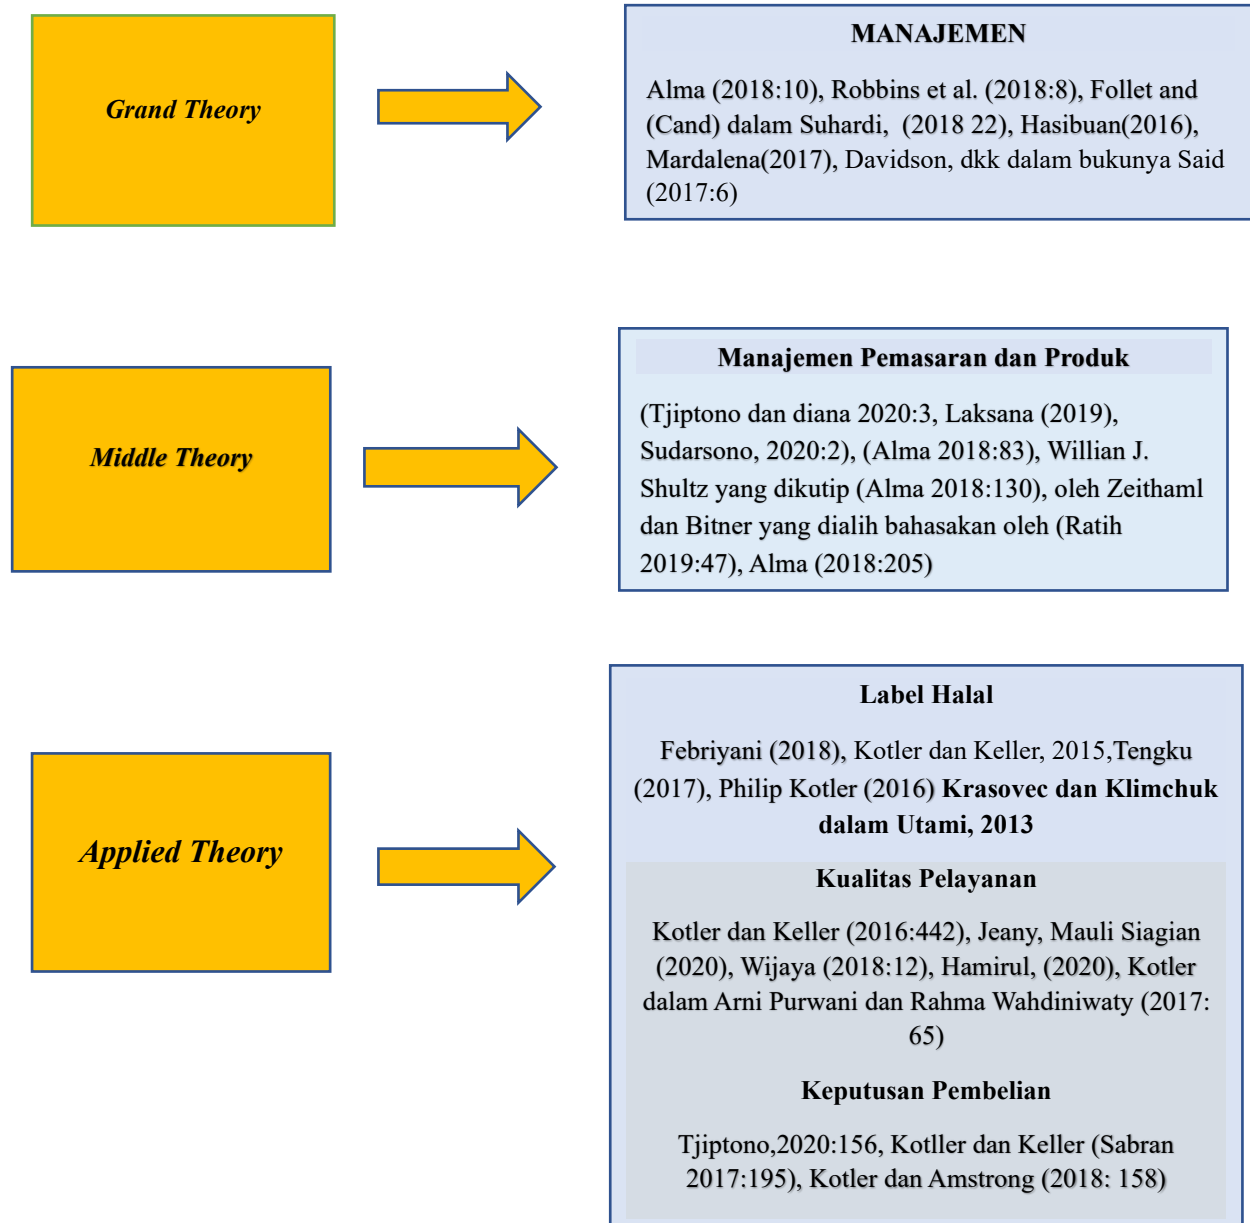 Grand Theory
MANAJEMEN
Alma (2018:10), Robbins et al. (2018:8), Follet and
(Cand) dalam Suhardi, (2018 22), Hasibuan(2016),
Mardalena(2017), Davidson, dkk dalam bukunya Said
(2017:6)
Middle Theory
Manajemen Pemasaran dan Produk
(Tjiptono dan diana 2020:3, Laksana (2019),
Sudarsono, 2020:2), (Alma 2018:83), Willian J.
Shultz yang dikutip (Alma 2018:130), oleh Zeithaml
dan Bitner yang dialih bahasakan oleh (Ratih
2019:47), Alma (2018:205)
Applied Theory
Label Halal
Febriyani (2018), Kotler dan Keller, 2015,Tengku
(2017), Philip Kotler (2016) Krasovec dan Klimchuk
dalam Utami, 2013
Kualitas Pelayanan
Kotler dan Keller (2016:442), Jeany, Mauli Siagian
(2020), Wijaya (2018:12), Hamirul, (2020), Kotler
dalam Arni Purwani dan Rahma Wahdiniwaty (2017:
65)
Keputusan Pembelian
Tjiptono,2020:156, Kotller dan Keller (Sabran
2017:195), Kotler dan Amstrong (2018: 158)